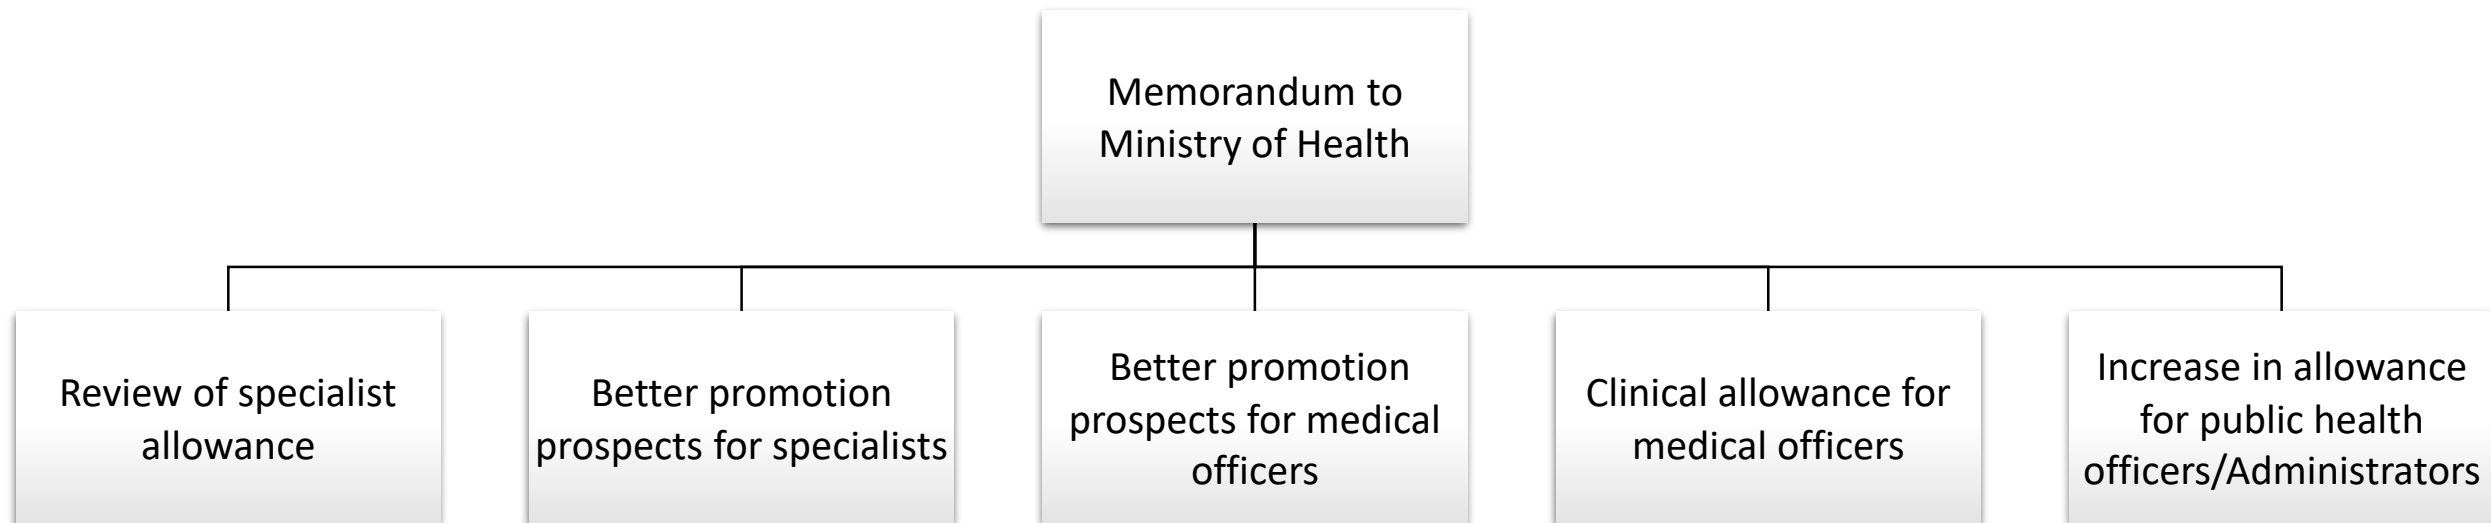 Memorandum to
Ministry of Health
Review of specialist
allowance
Better promotion
prospects for specialists
Better promotion
prospects for medical
officers
Clinical allowance for
medical officers
Increase in allowance
for public health
officers/Administrators